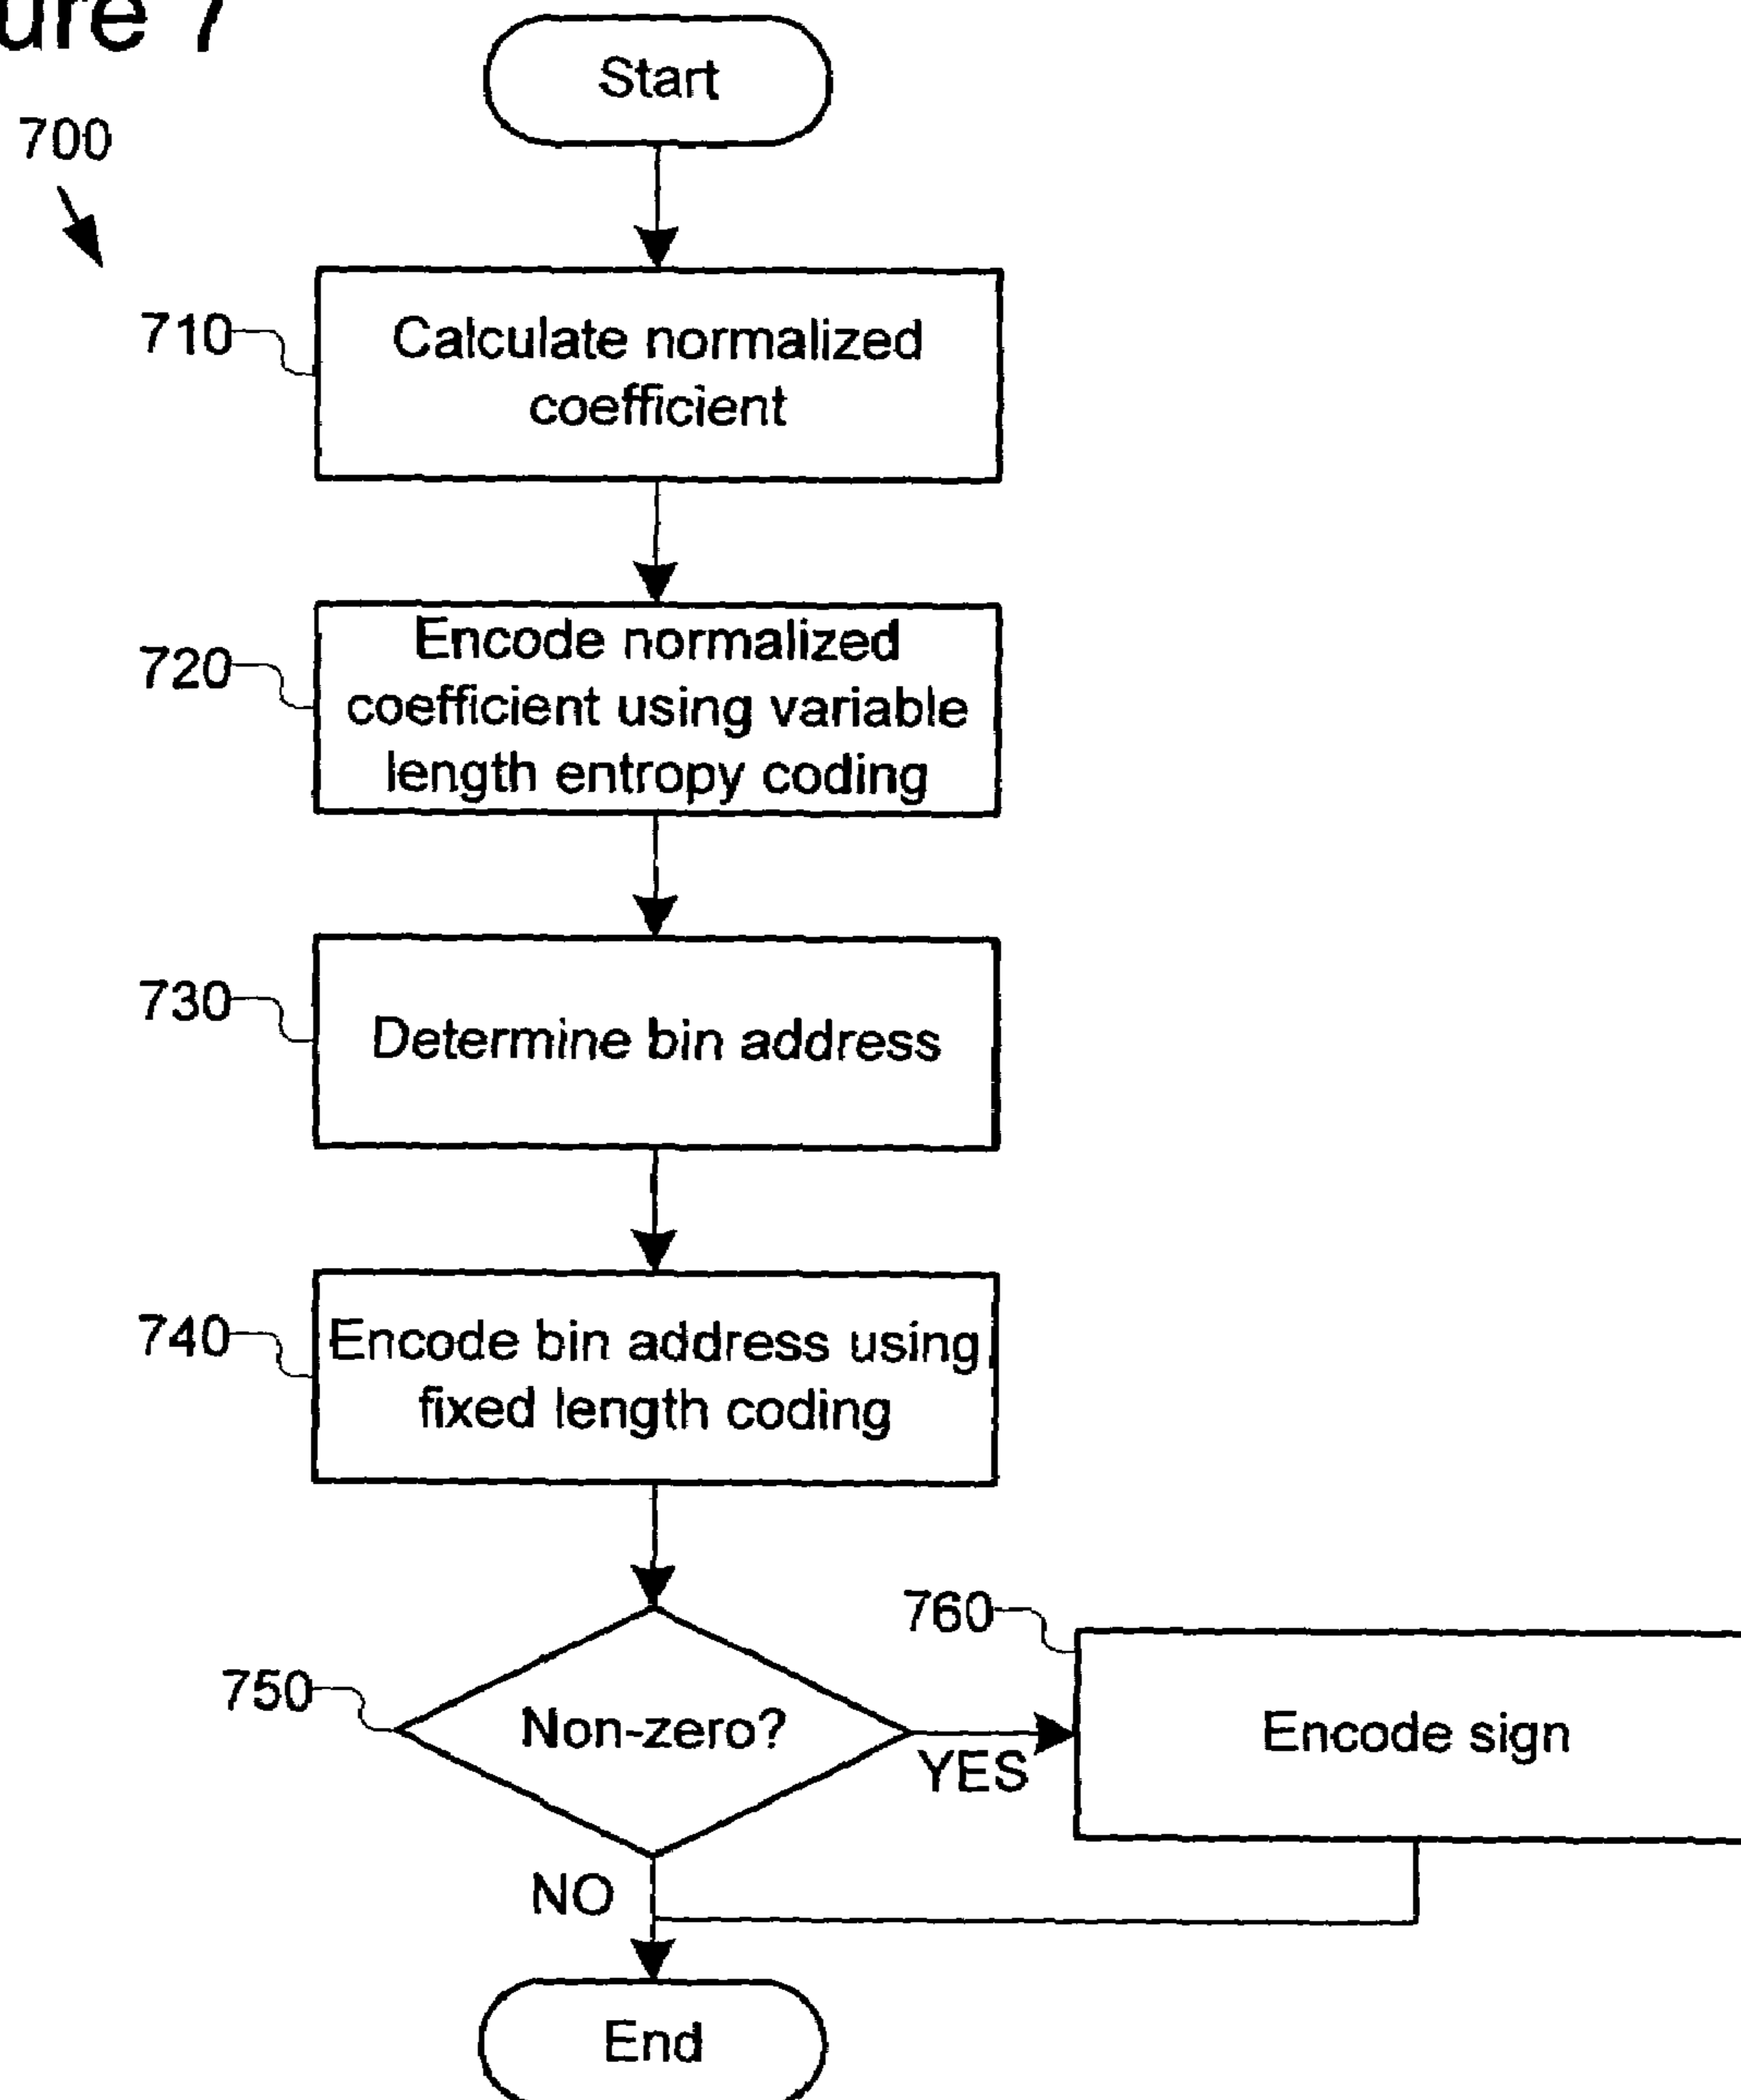 ure 7
Start
700
710
Calculate normalized
coefficient
720
Encode normalized
coefficient using variable
length entropy coding
730
Determine bin address
740
Encode bin address using
fixed length coding
750
Non-zero?
YES
760
Encode sign
NO
End